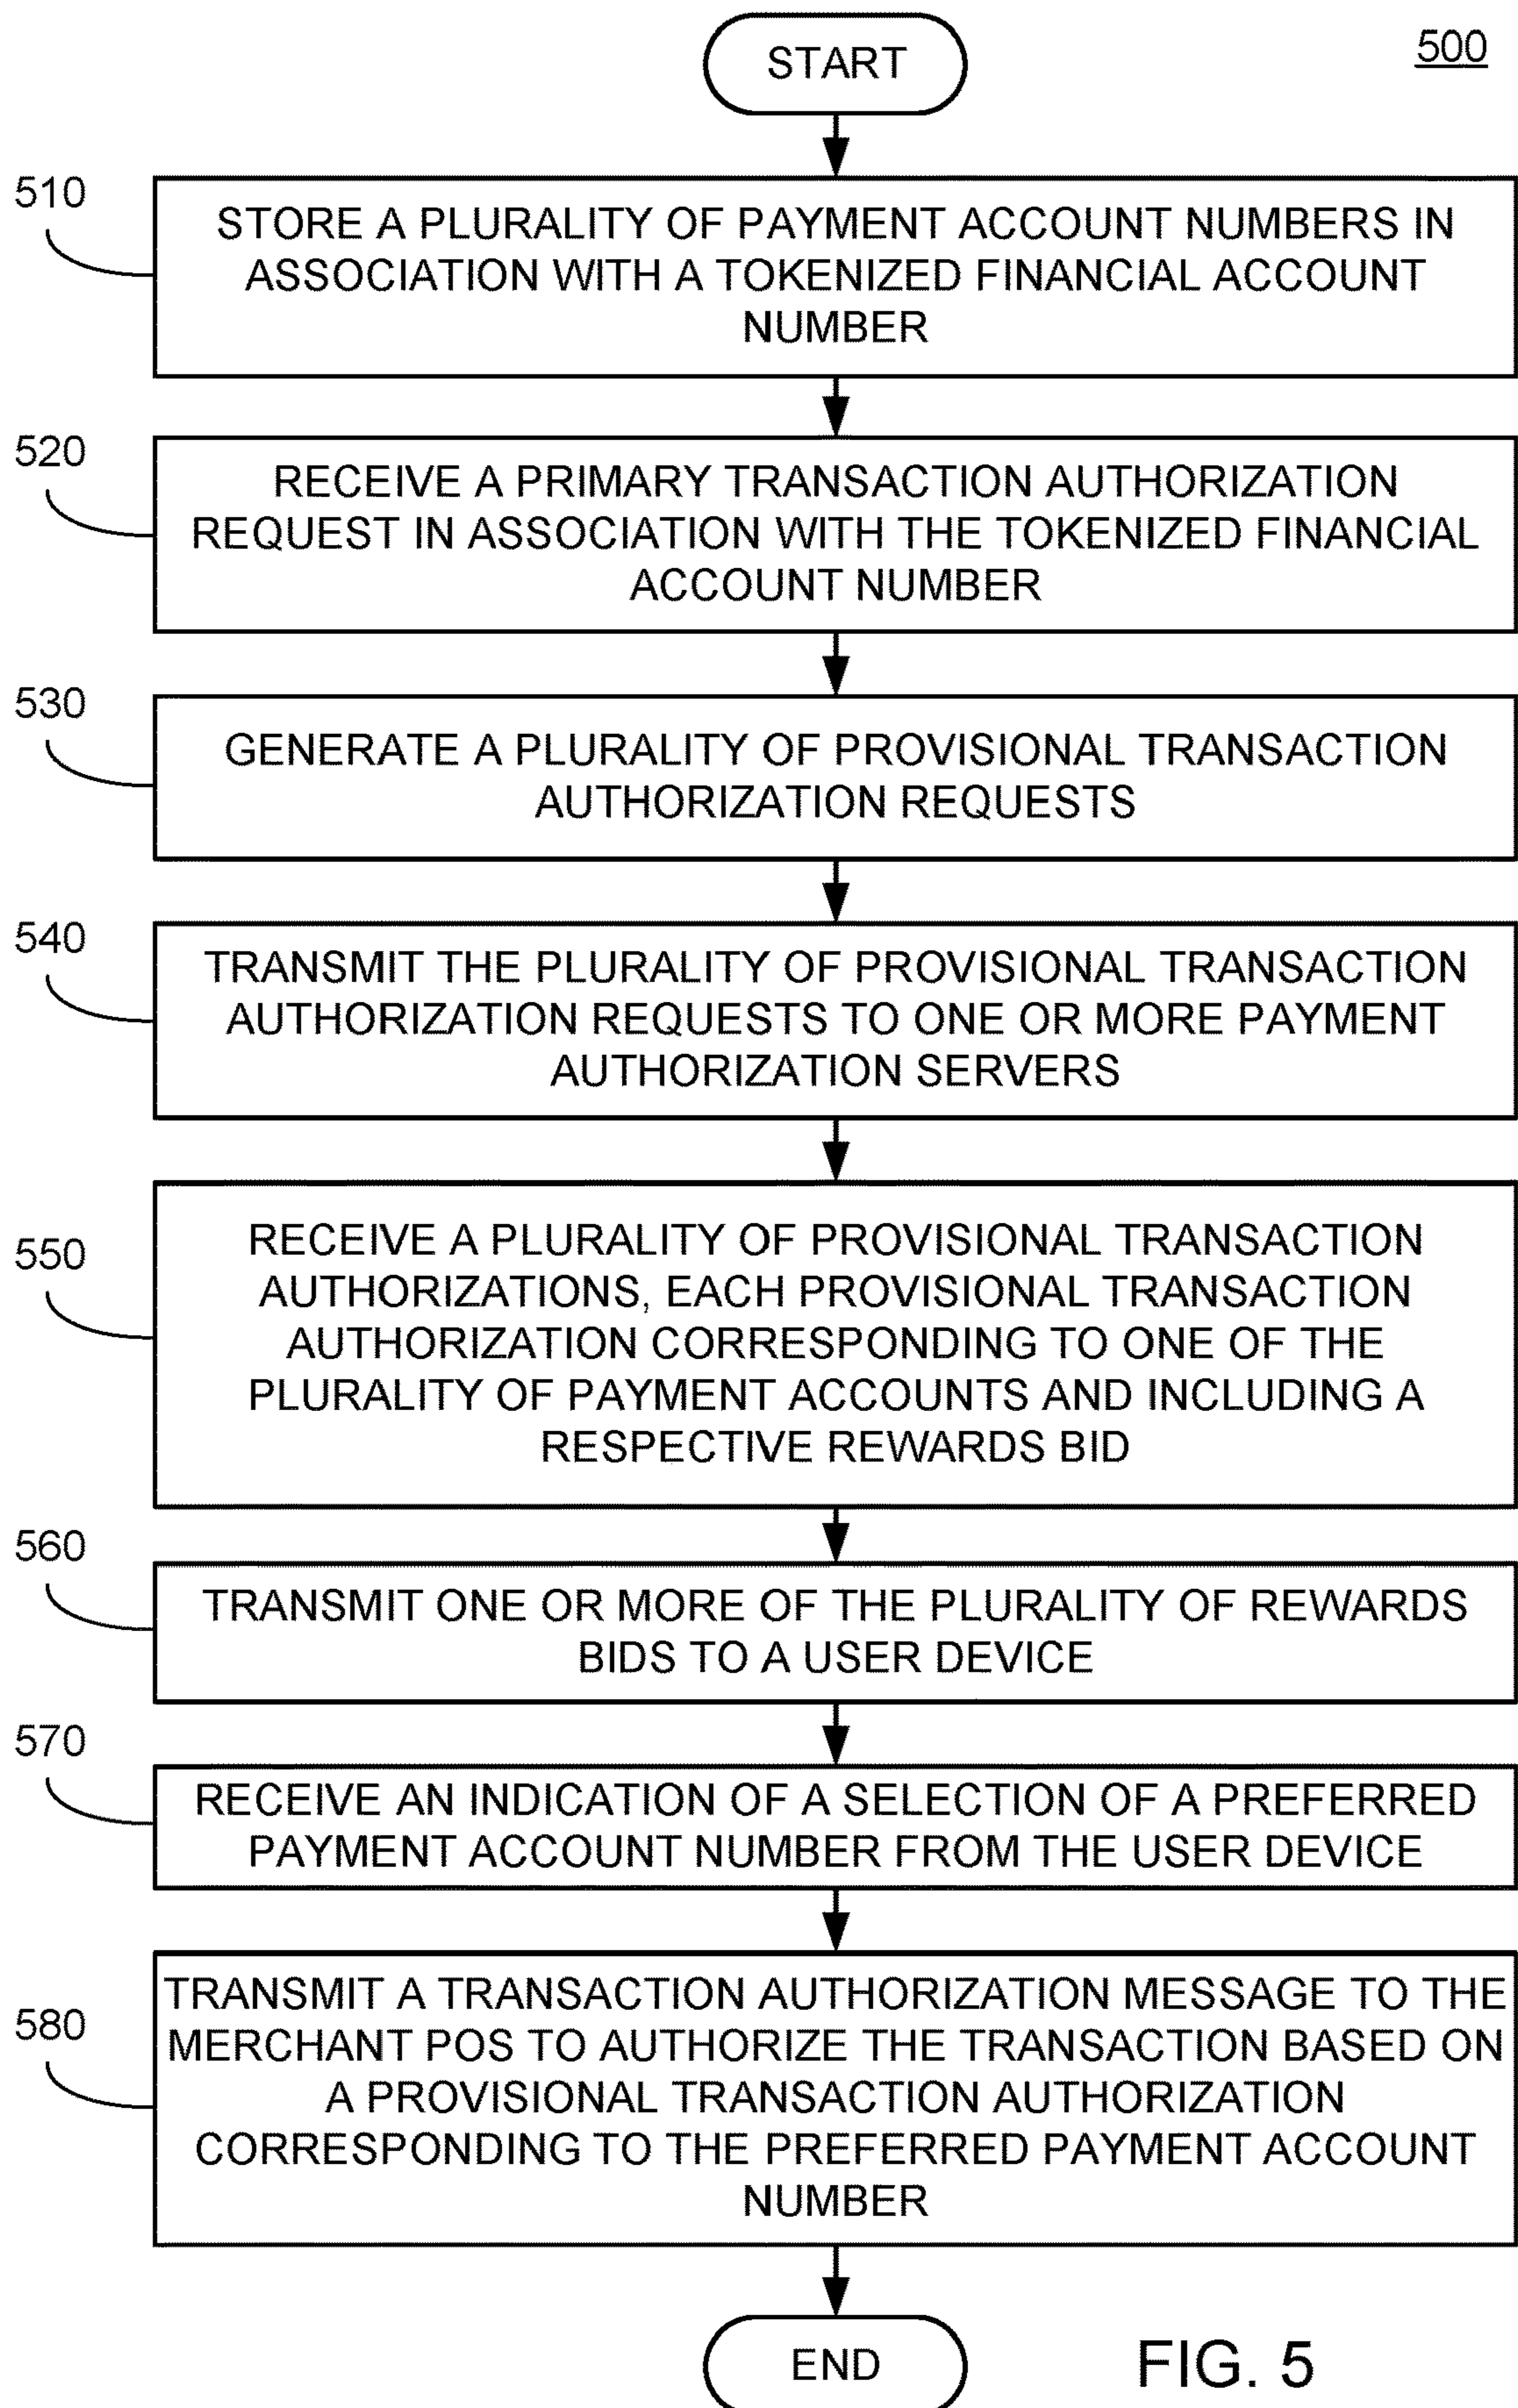 START
500
510
STORE A PLURALITY OF PAYMENT ACCOUNT NUMBERS IN
ASSOCIATION WITH A TOKENIZED FINANCIAL ACCOUNT
NUMBER
520
RECEIVE A PRIMARY TRANSACTION AUTHORIZATION
REQUEST IN ASSOCIATION WITH THE TOKENIZED FINANCIAL
ACCOUNT NUMBER
530
GENERATE A PLURALITY OF PROVISIONAL TRANSACTION
AUTHORIZATION REQUESTS
540
TRANSMIT THE PLURALITY OF PROVISIONAL TRANSACTION
AUTHORIZATION REQUESTS TO ONE OR MORE PAYMENT
AUTHORIZATION SERVERS
550
RECEIVE A PLURALITY OF PROVISIONAL TRANSACTION
AUTHORIZATIONS, EACH PROVISIONAL TRANSACTION
AUTHORIZATION CORRESPONDING TO ONE OF THE
PLURALITY OF PAYMENT ACCOUNTS AND INCLUDING A
RESPECTIVE REWARDS BID
560
TRANSMIT ONE OR MORE OF THE PLURALITY OF REWARDS
BIDS TO A USER DEVICE
570
RECEIVE AN INDICATION OF A SELECTION OF A PREFERRED
PAYMENT ACCOUNT NUMBER FROM THE USER DEVICE
580
TRANSMIT A TRANSACTION AUTHORIZATION MESSAGE TO THE
MERCHANT POS TO AUTHORIZE THE TRANSACTION BASED ON
A PROVISIONAL TRANSACTION AUTHORIZATION
CORRESPONDING TO THE PREFERRED PAYMENT ACCOUNT
NUMBER
END
FIG. 5